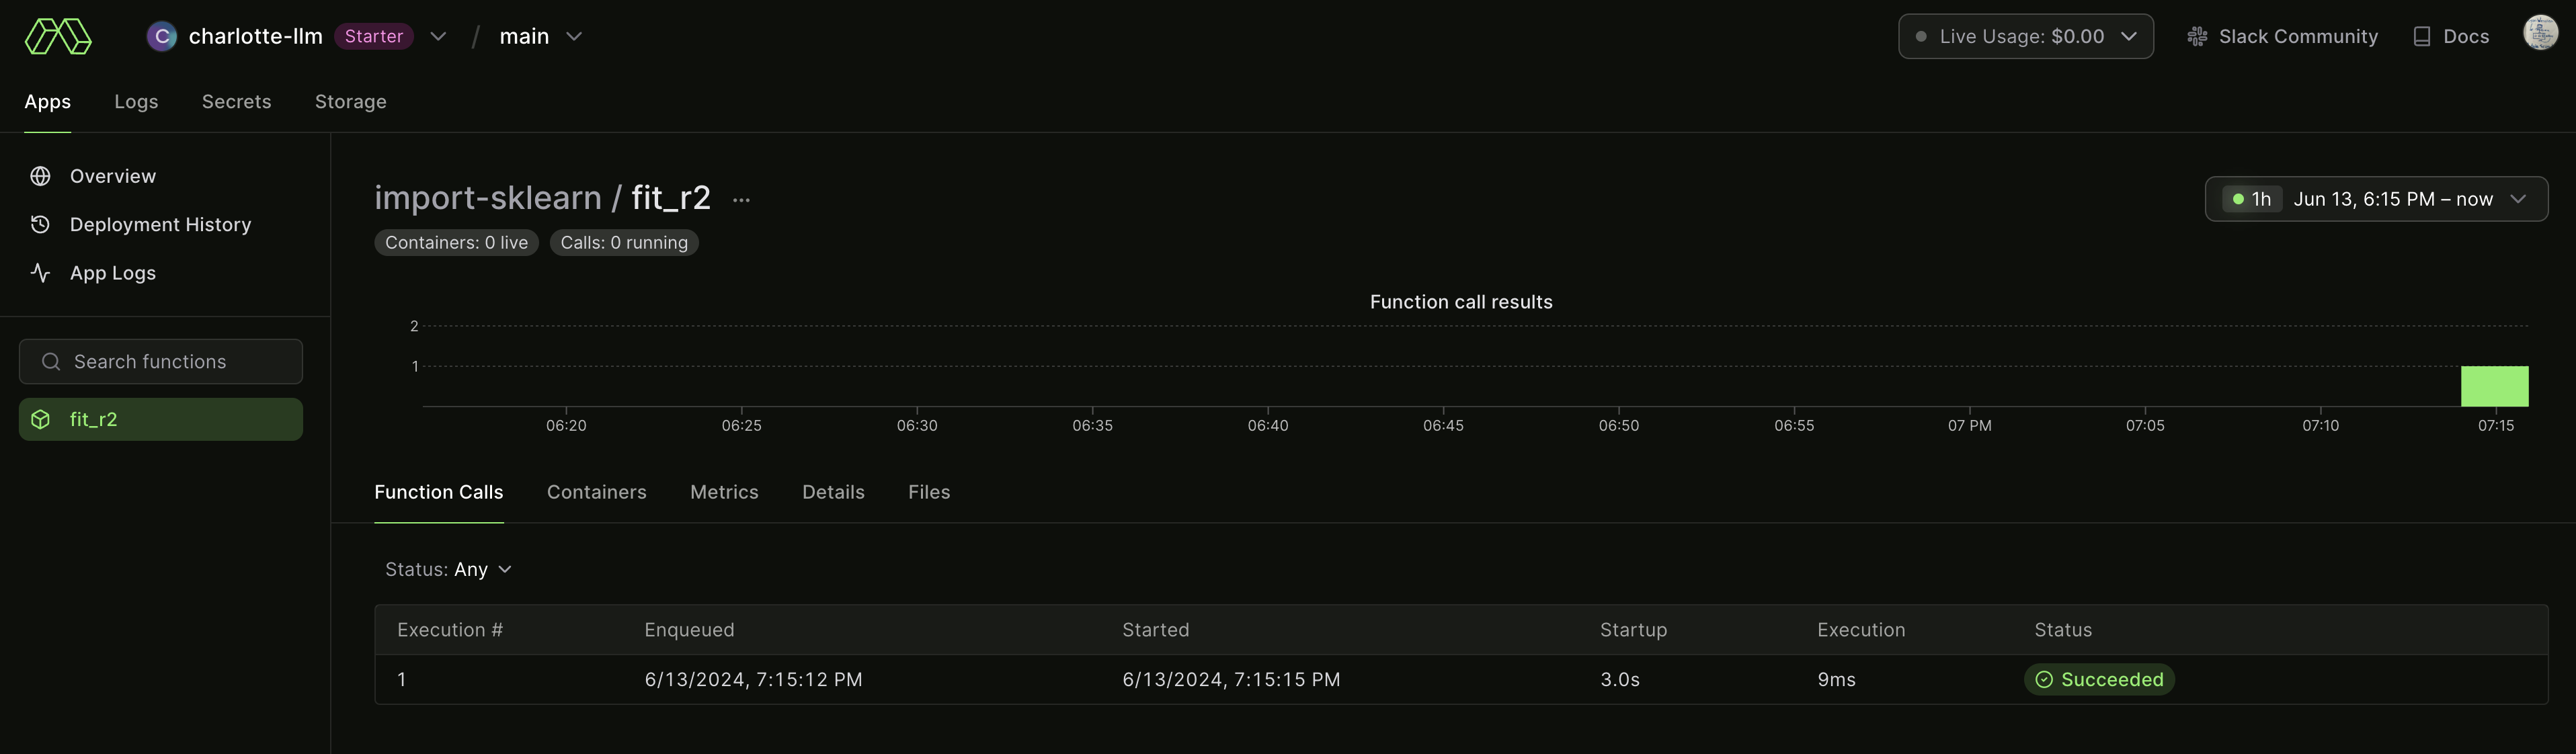 C charlotte-llm Starter / main
Live Usage: $0.00 Slack Community Docs
Apps Logs Secrets Storage
Overview
Deployment History
App Logs
Search functions
fit_r2
import-sklearn / fit_r2 ...
Containers: 0 live Calls: 0 running
1h Jun 13, 6:15 PM – now
Function call results
2
1
06:20 06:25 06:30 06:35 06:40 06:45 06:50 06:55 07 PM 07:05 07:10 07:15
Function Calls Containers Metrics Details Files
Status: Any
Execution # Enqueued Started Startup Execution Status
1 6/13/2024, 7:15:12 PM 6/13/2024, 7:15:15 PM 3.0s 9ms Succeeded